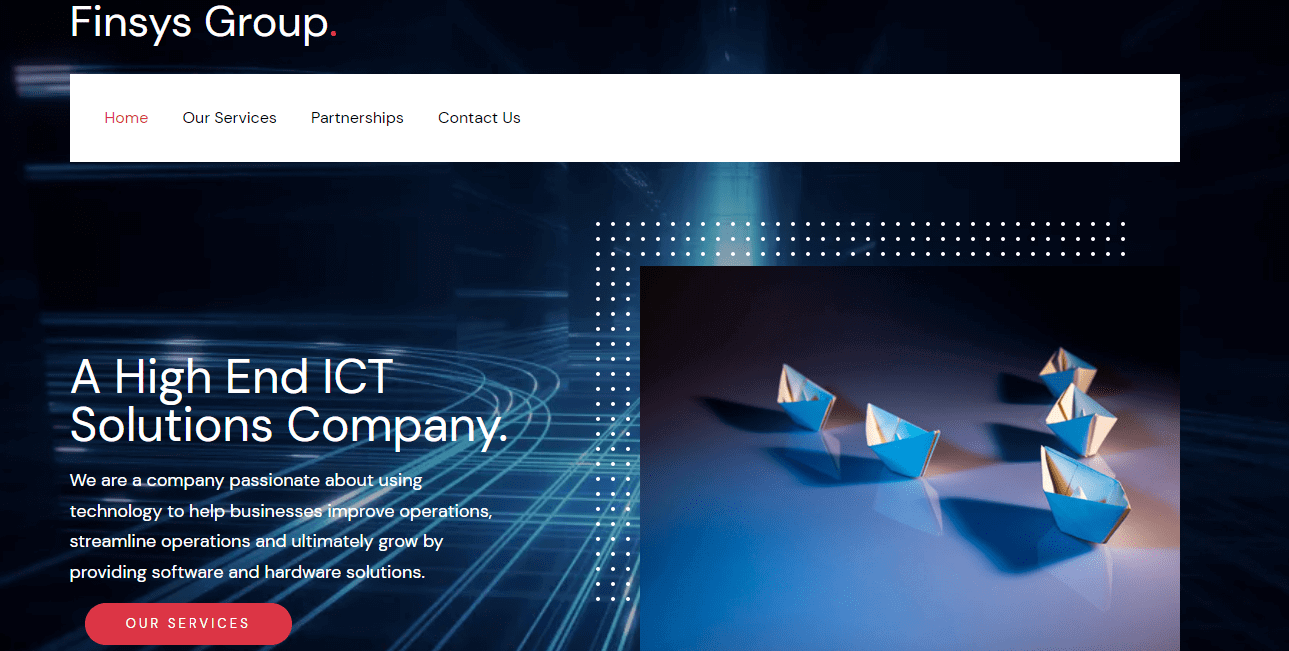 Finsys Group.
Home Our Services Partnerships Contact Us
A High End ICT
Solutions Company.
We are a company passionate about using
technology to help businesses improve operations,
streamline operations and ultimately grow by
providing software and hardware solutions.
OUR SERVICES